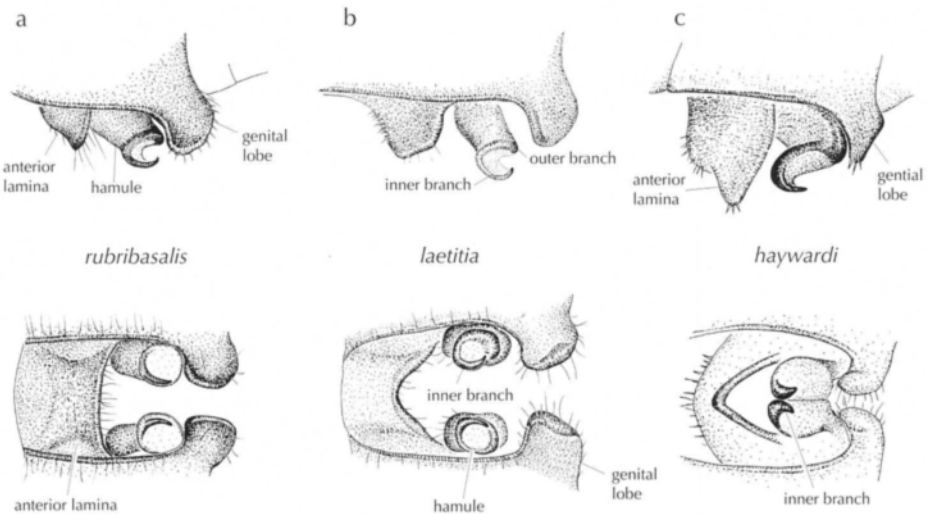 a
b
c
anterior
lamina
hamule
genital
lobe
inner branch
outer branch
anterior
lamina
gential
lobe
rubribasalis
laetitia
haywardi
anterior lamina
inner branch
hamule
genital
lobe
inner branch